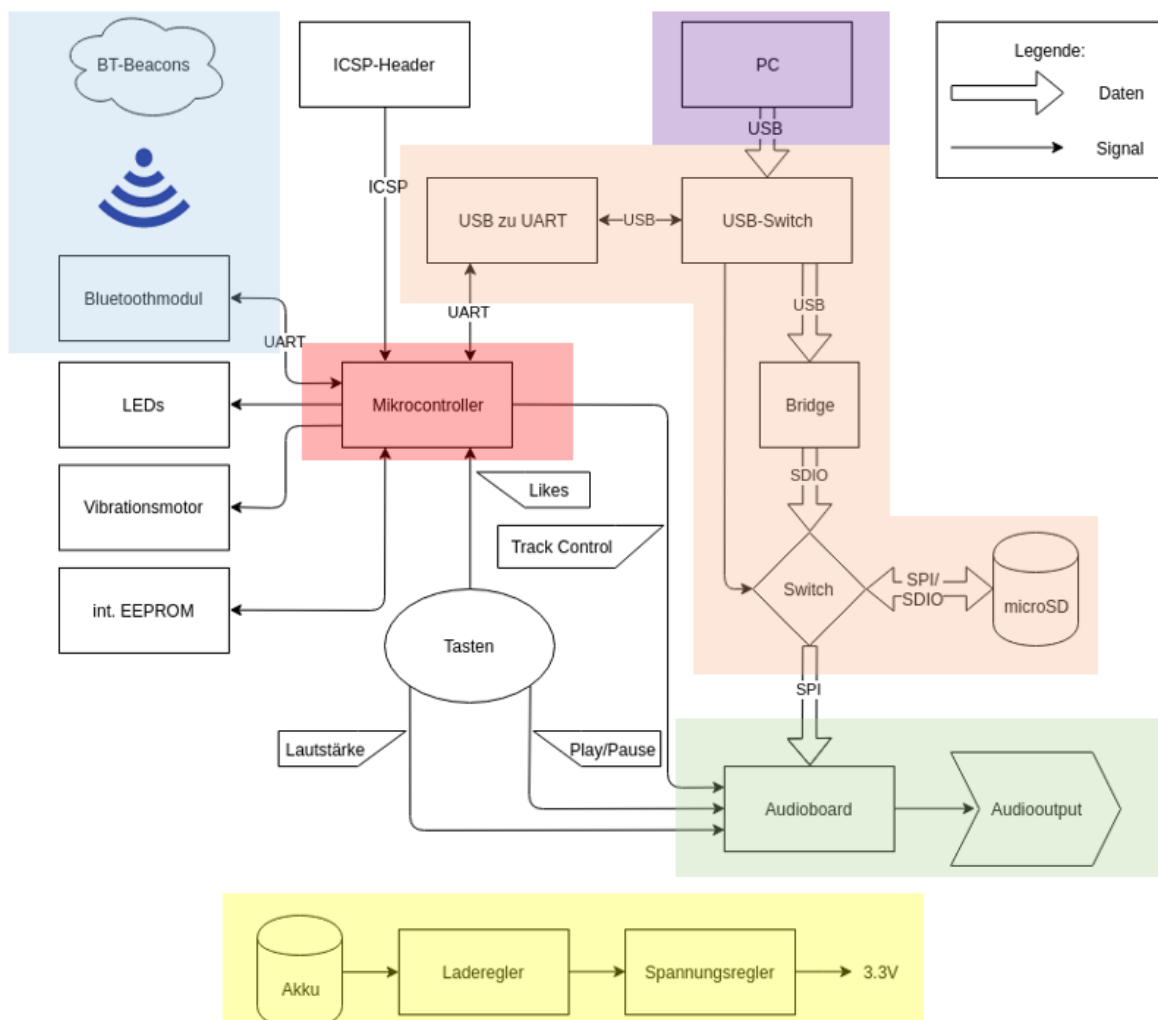 BT-Beacons
ICSP-Header
PC
Legende:
Daten
Signal
USB
ICSP
USB zu UART
USB
USB-Switch
Bluetoothmodul
UART
UART
USB
LEDs
Mikrocontroller
Bridge
SDIO
Vibrationsmotor
Likes
Track Control
int. EEPROM
Switch
SPI/
SDIO
microSD
Tasten
SPI
Lautstärke
Play/Pause
Audioboard
Audiooutput
Akku
Laderegler
Spannungsregler
3.3V